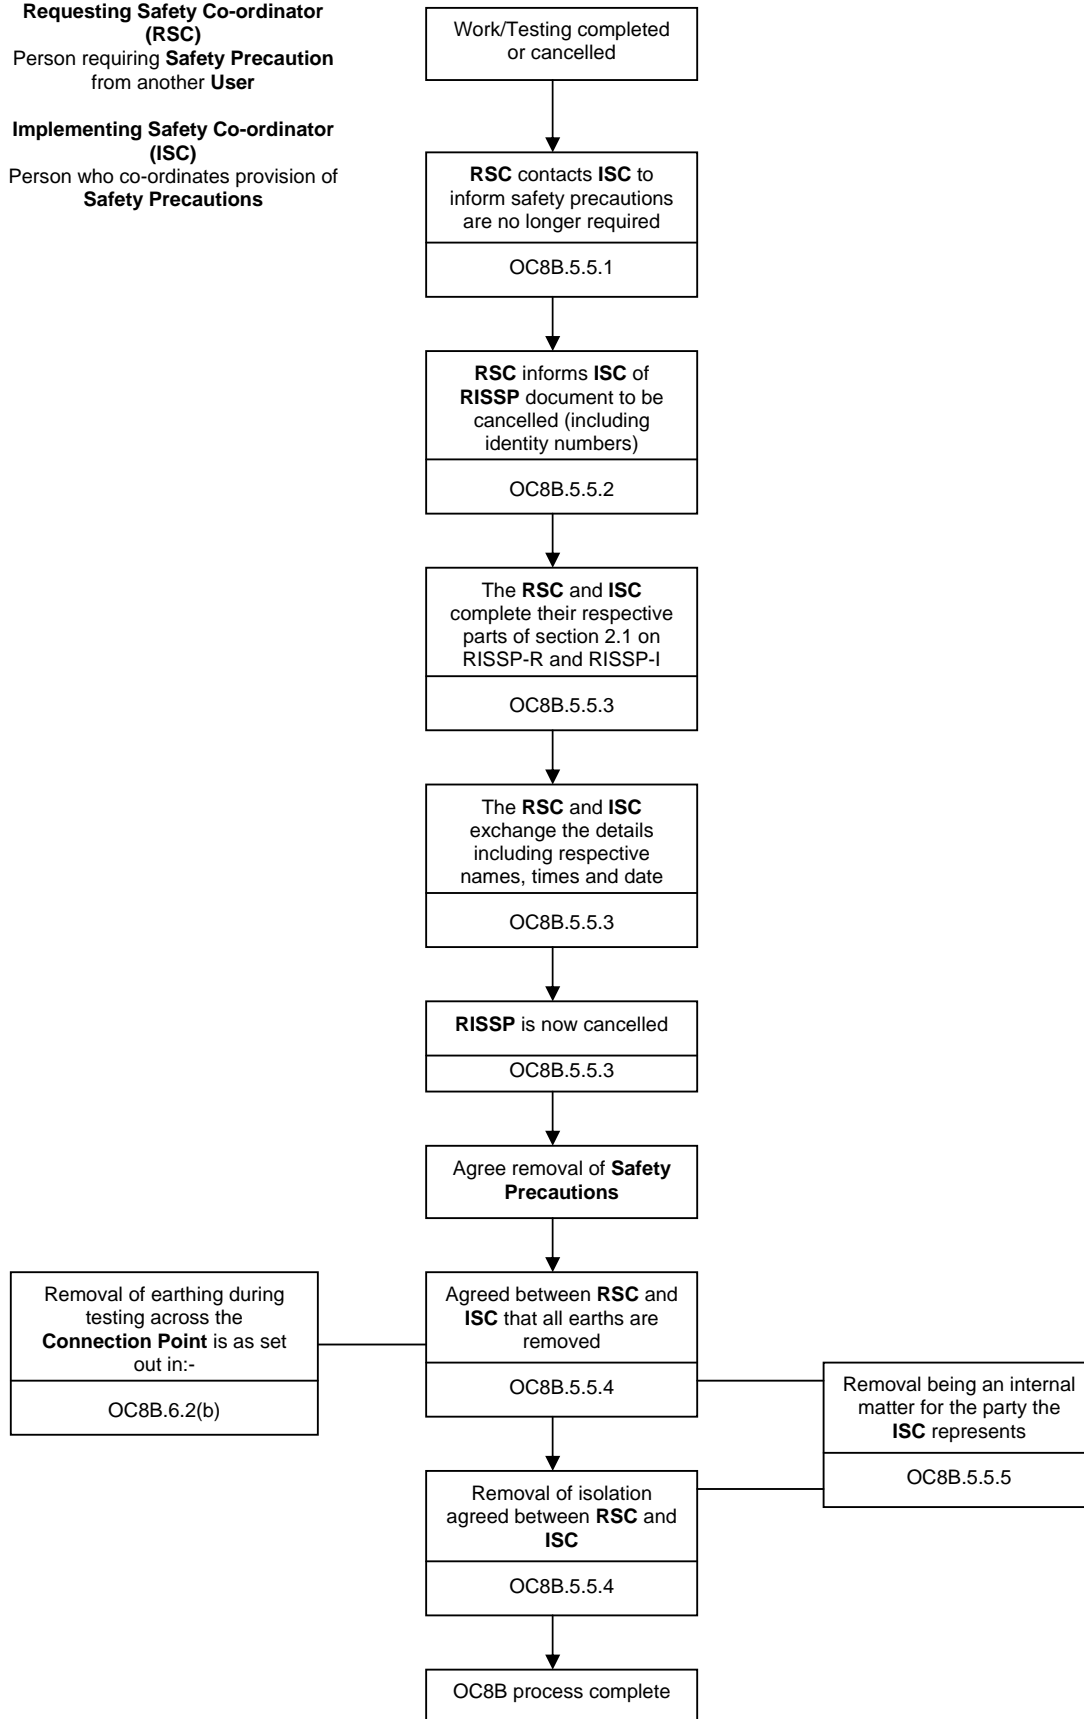 Requesting Safety Co-ordinator
(RSC)
Person requiring Safety Precaution
from another User
Implementing Safety Co-ordinator
(ISC)
Person who co-ordinates provision of
Safety Precautions
Work/Testing completed
or cancelled
RSC contacts ISC to
inform safety precautions
are no longer required
OC8B.5.5.1
RSC informs ISC of
RISSP document to be
cancelled (including
identity numbers)
OC8B.5.5.2
The RSC and ISC
complete their respective
parts of section 2.1 on
RISSP-R and RISSP-I
OC8B.5.5.3
The RSC and ISC
exchange the details
including respective
names, times and date
OC8B.5.5.3
RISSP is now cancelled
OC8B.5.5.3
Agree removal of Safety
Precautions
Removal of earthing during
testing across the
Connection Point is as set
out in:-
OC8B.6.2(b)
Agreed between RSC and
ISC that all earths are
removed
OC8B.5.5.4
Removal being an internal
matter for the party the
ISC represents
OC8B.5.5.5
Removal of isolation
agreed between RSC and
ISC
OC8B.5.5.4
OC8B process complete